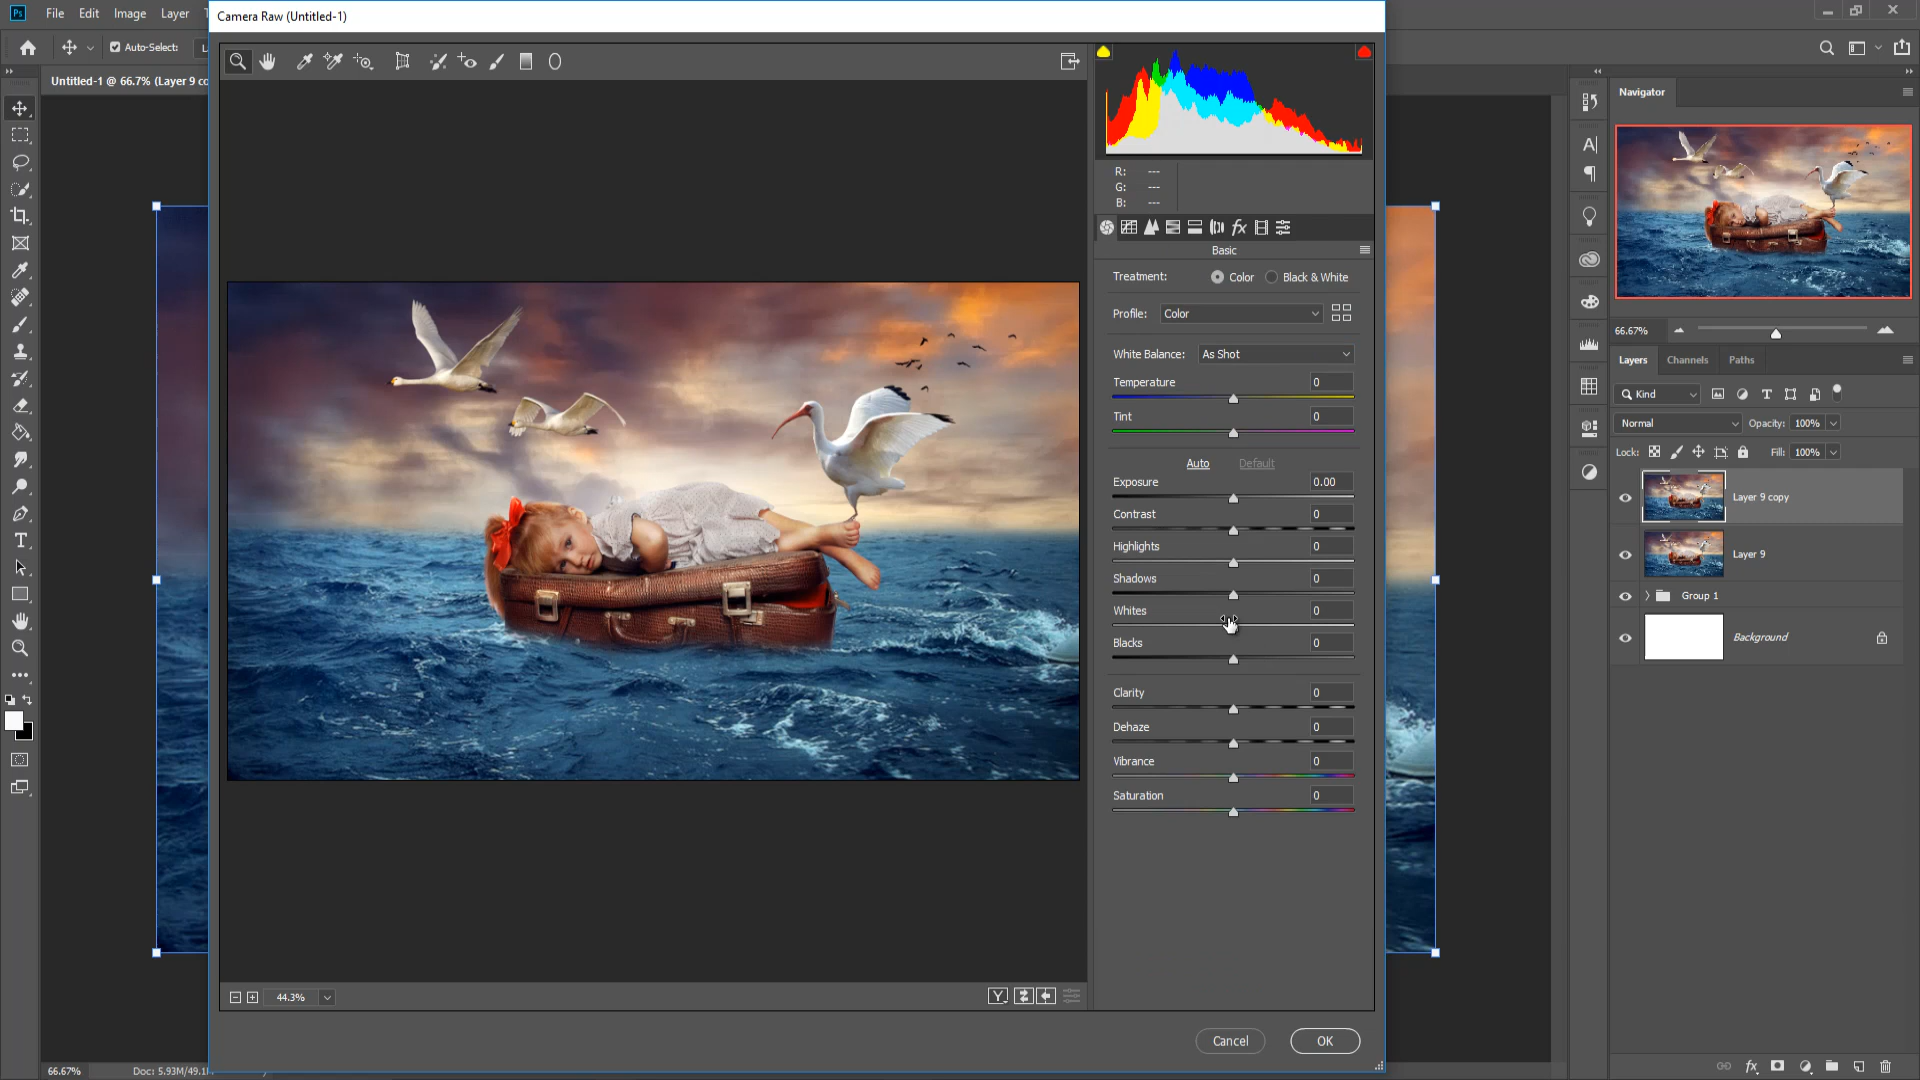 Ps File Edit Image Layer
Camera Raw (Untitled-1)
Auto-Select:
Untitled-1 @ 66.7% (Layer 9 co
R: ---
G: ---
B: ---
Basic
Treatment: Color Black & White
Profile: Color
White Balance: As Shot
Temperature 0
Tint 0
Auto Default
Exposure 0.00
Contrast 0
Highlights 0
Shadows 0
Whites 0
Blacks 0
Clarity 0
Dehaze 0
Vibrance 0
Saturation 0
44.3%
Cancel OK
66.67% Doc: 5.93M/49.1
Navigator
66.67%
Layers Channels Paths
Kind
Normal Opacity: 100%
Lock: Fill: 100%
Layer 9 copy
Layer 9
Group 1
Background